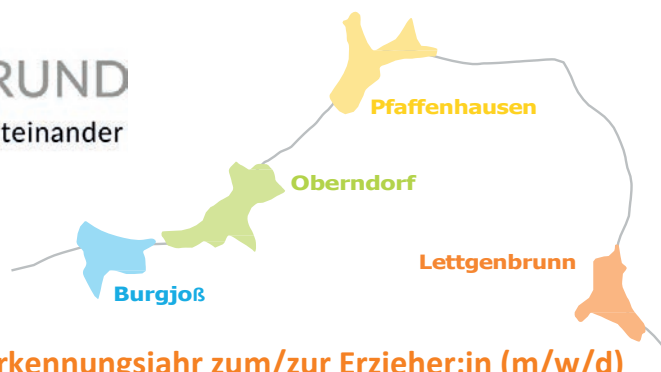 RUND
teinander
Pfaffenhausen
Oberndorf
Lettgenbrunn
Burgjoß
rkennungsjahr zum/zur Erzieher:in (m/w/d)